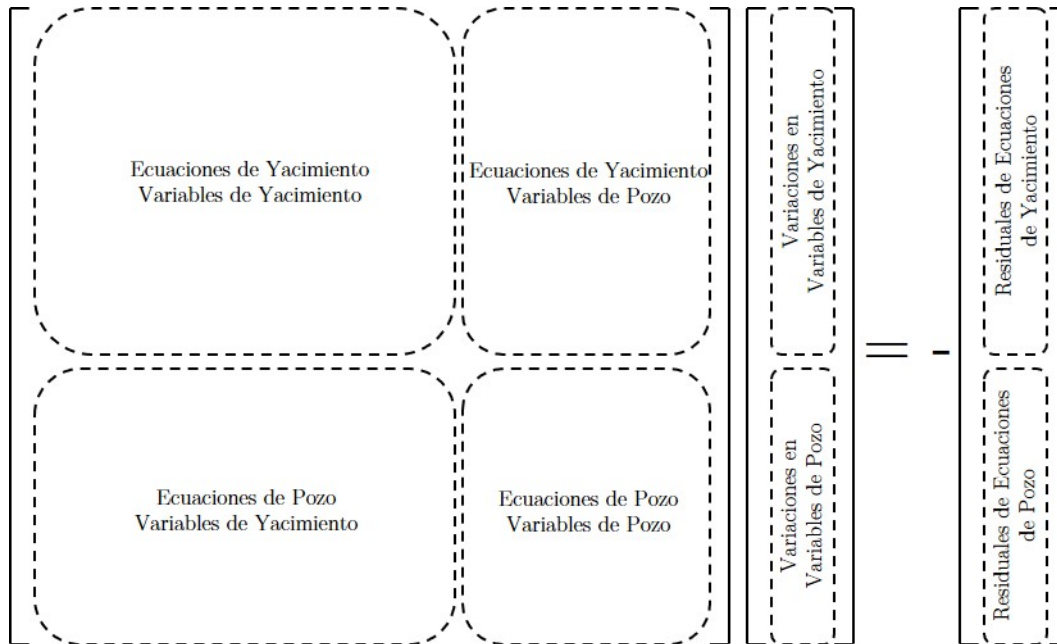 Ecuaciones de Yacimiento
Variables de Yacimiento
Ecuaciones de Yacimiento
Variables de Pozo
Variaciones en
Variables de Yacimiento
= -
Residuales de Ecuaciones
de Yacimiento
Ecuaciones de Pozo
Variables de Yacimiento
Ecuaciones de Pozo
Variables de Pozo
Variaciones en
Variables de Pozo
Residuales de Ecuaciones
de Pozo